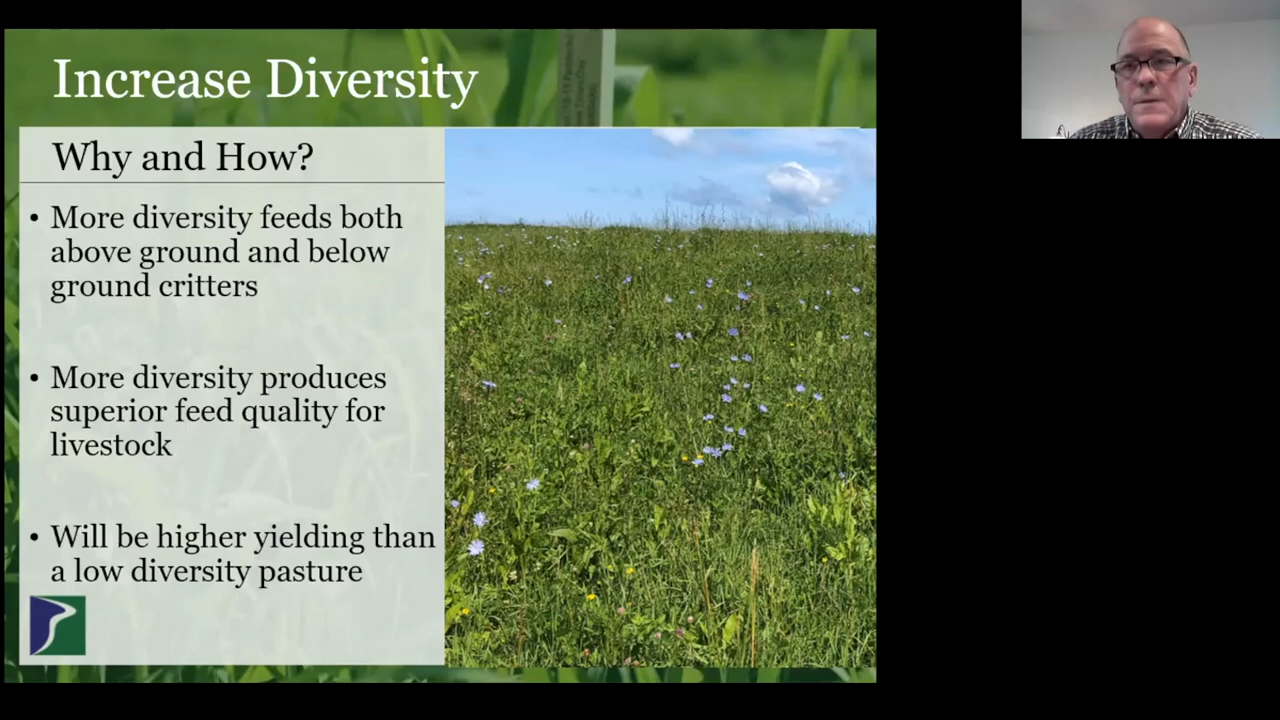 Increase Diversity
Why and How?
• More diversity feeds both
above ground and below
ground critters
• More diversity produces
superior feed quality for
livestock
• Will be higher yielding than
a low diversity pasture